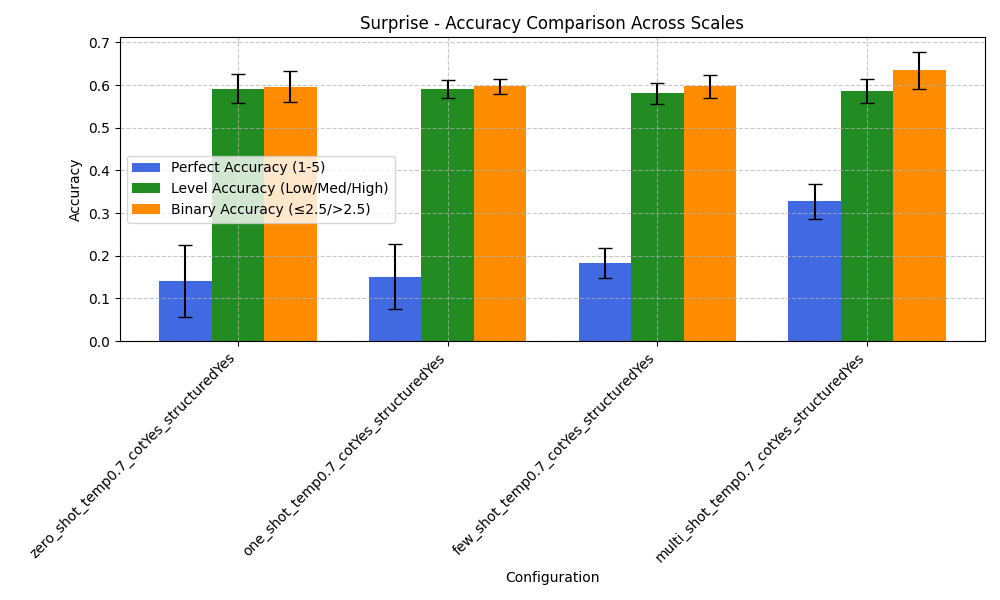 Surprise - Accuracy Comparison Across Scales
Accuracy
0.7
0.6
0.5
0.4
0.3
0.2
0.1
0.0
Perfect Accuracy (1-5)
Level Accuracy (Low/Med/High)
Binary Accuracy (≤2.5/>2.5)
zero_shot_temp0.7_cotYes_structuredYes
one_shot_temp0.7_cotYes_structuredYes
few_shot_temp0.7_cotYes_structuredYes
multi_shot_temp0.7_cotYes_structuredYes
Configuration